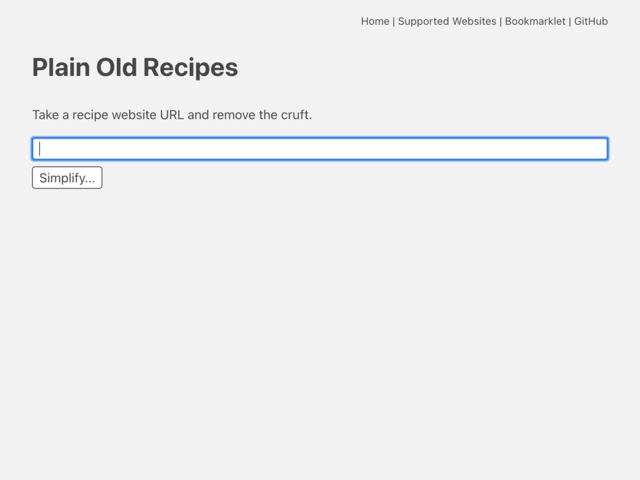 Home | Supported Websites | Bookmarklet | GitHub
Plain Old Recipes
Take a recipe website URL and remove the cruft.
Simplify...